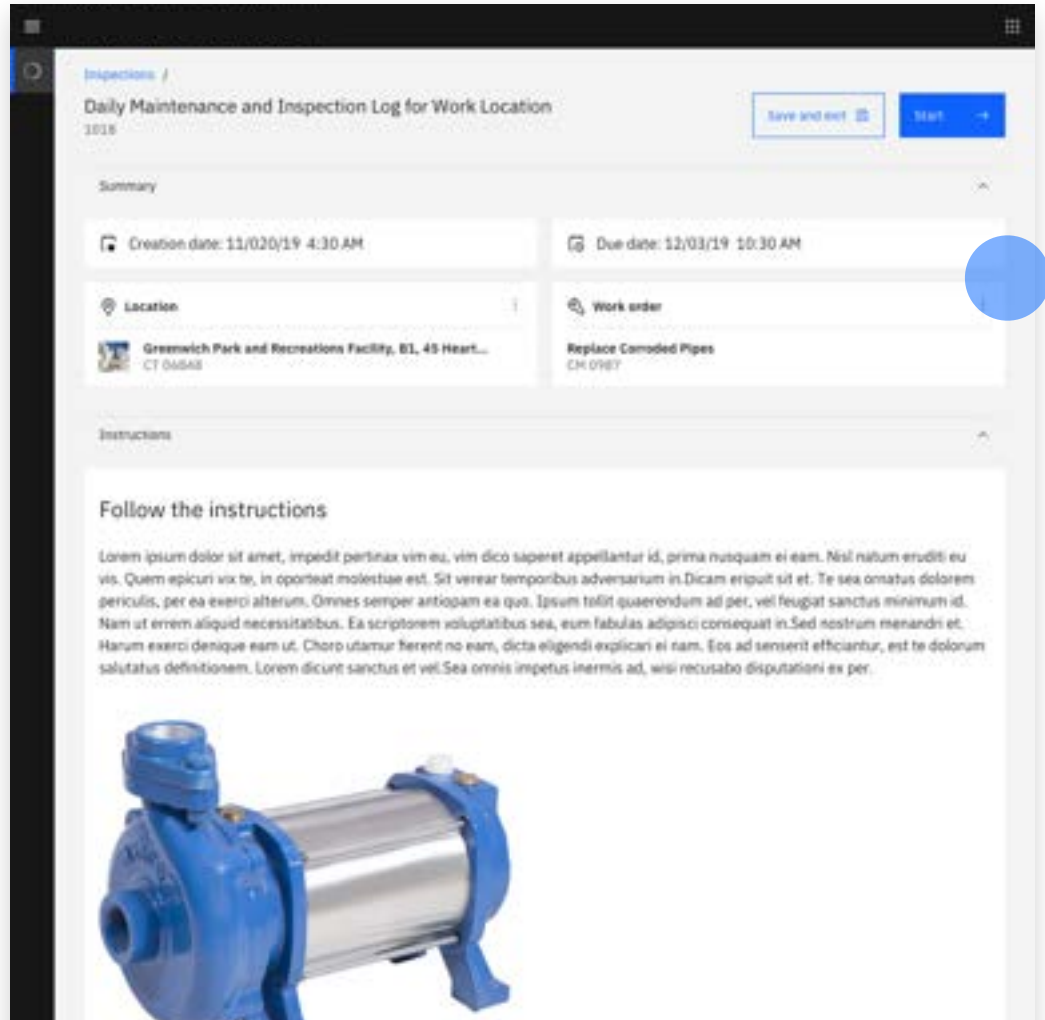 Inspections /
Daily Maintenance and Inspection Log for Work Location
1018
Save and exit
Start
Summary
Creation date: 11/020/19 4:30 AM
Due date: 12/03/19 10:30 AM
Location
Work order
Greenwich Park and Recreations Facility, B1, 45 Heart...
CT 06848
Replace Corroded Pipes
CM 0987
Instructions
Follow the instructions
Lorem ipsum dolor sit amet, impedit pertinax vim eu, vim dico saperet appellantur id, prima nusquam ei eam. Nisl natum eruditi eu
vis. Quem epicuri vix te, in oporteat molestiae est. Sit verear temporibus adversarium in.Dicam eripuit sit et. Te sea ornatus dolorem
periculis, per ea exerci alterum. Omnes semper antiopam ea quo. Ipsum tollit quaerendum ad per, vel feugiat sanctus minimum id.
Nam ut errem aliquid necessitatibus. Ea scriptorem voluptatibus sea, eum fabulas adipisci consequat in.Sed nostrum menandri et.
Harum exerci denique eam ut. Choro utamur fierent no eam, dicta eligendi explicari ei nam. Eos ad senserit efficiantur, est te dolorum
salutatus definitionem. Lorem dicunt sanctus et vel.Sea omnis impetus inermis ad, wisi recusabo disputationi ex per.